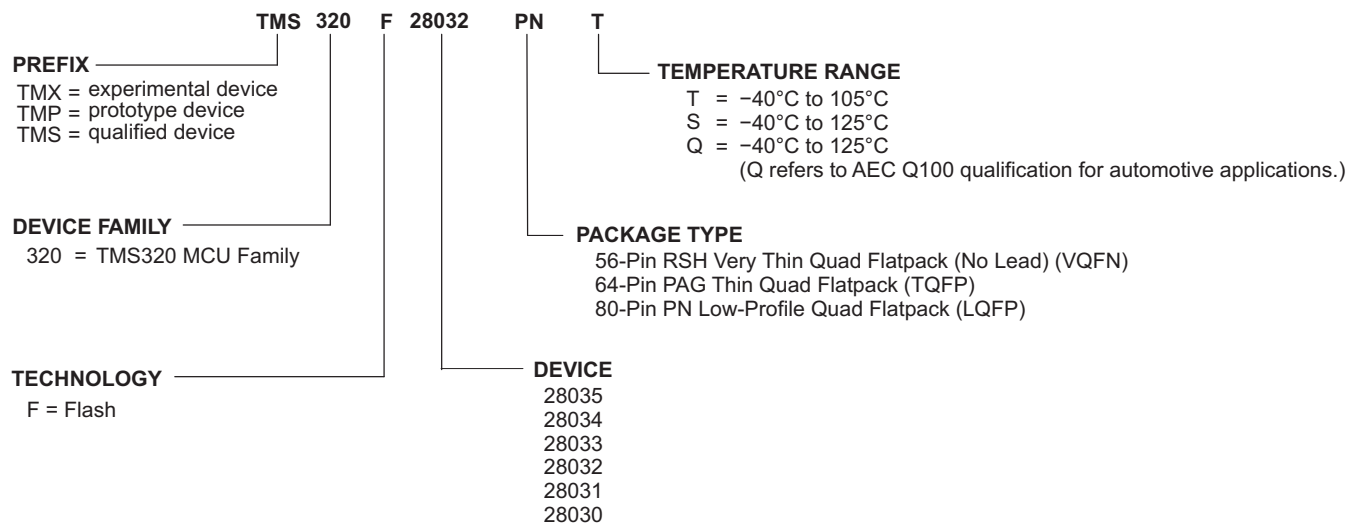 TMS 320 F 28032 PN T
PREFIX
TMX = experimental device
TMP = prototype device
TMS = qualified device
TEMPERATURE RANGE
T = −40°C to 105°C
S = −40°C to 125°C
Q = −40°C to 125°C
(Q refers to AEC Q100 qualification for automotive applications.)
DEVICE FAMILY
320 = TMS320 MCU Family
PACKAGE TYPE
56-Pin RSH Very Thin Quad Flatpack (No Lead) (VQFN)
64-Pin PAG Thin Quad Flatpack (TQFP)
80-Pin PN Low-Profile Quad Flatpack (LQFP)
TECHNOLOGY
F = Flash
DEVICE
28035
28034
28033
28032
28031
28030